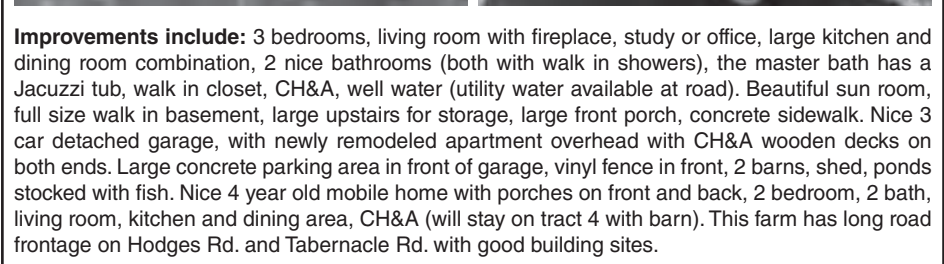 Improvements include: 3 bedrooms, living room with fireplace, study or office, large kitchen and
dining room combination, 2 nice bathrooms (both with walk in showers), the master bath has a
Jacuzzi tub, walk in closet, CH&A, well water (utility water available at road). Beautiful sun room,
full size walk in basement, large upstairs for storage, large front porch, concrete sidewalk. Nice 3
car detached garage, with newly remodeled apartment overhead with CH&A wooden decks on
both ends. Large concrete parking area in front of garage, vinyl fence in front, 2 barns, shed, ponds
stocked with fish. Nice 4 year old mobile home with porches on front and back, 2 bedroom, 2 bath,
living room, kitchen and dining area, CH&A (will stay on tract 4 with barn). This farm has long road
frontage on Hodges Rd. and Tabernacle Rd. with good building sites.